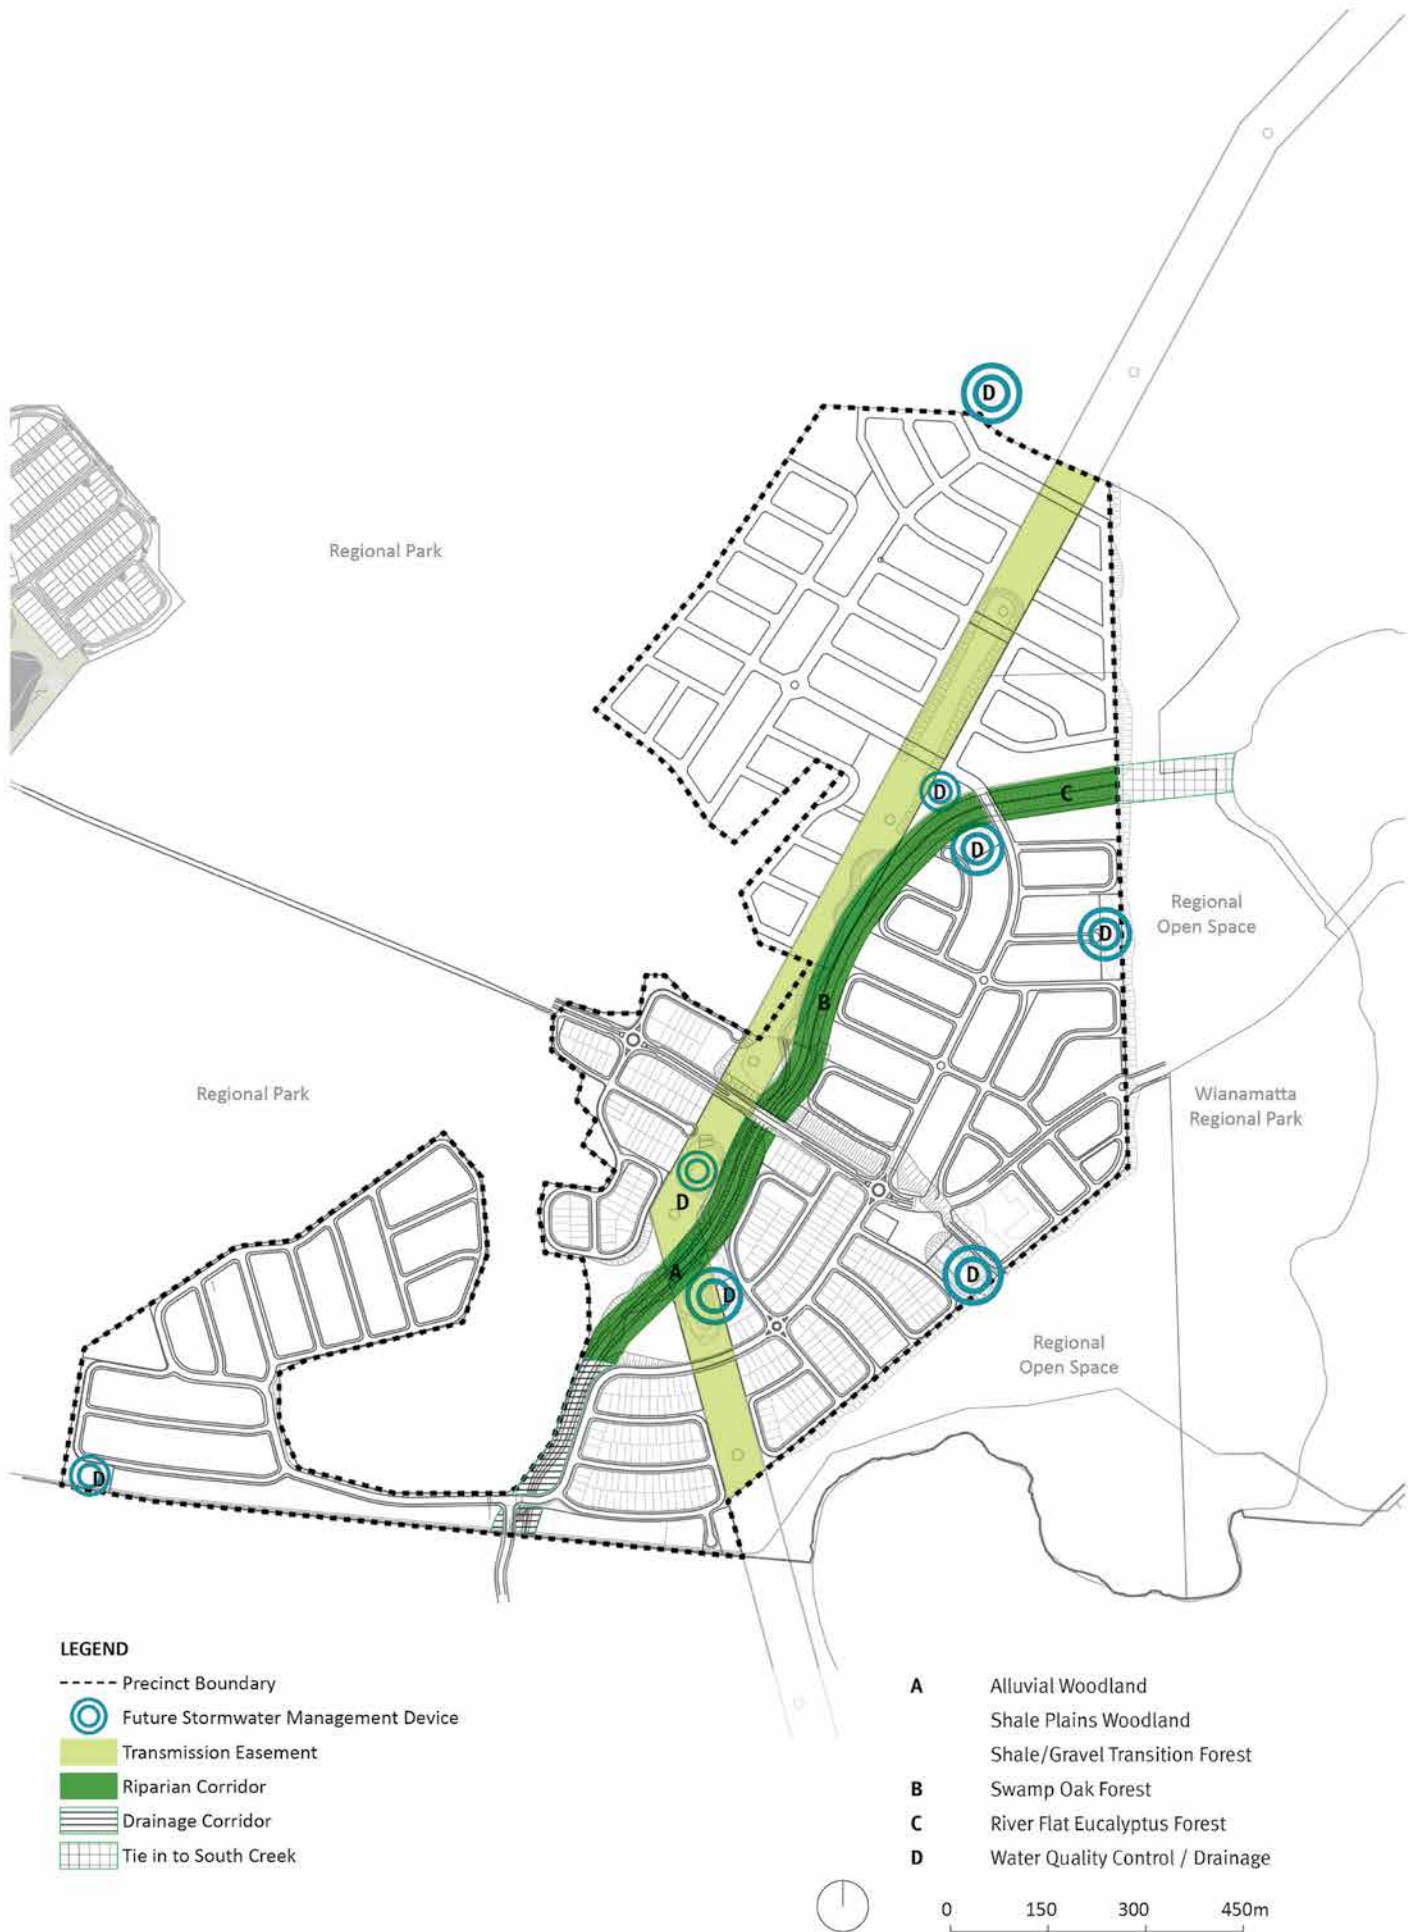 D
Regional Park
D
C
D
Regional
Open Space
D
B
Regional Park
Wianamatta
Regional Park
D
A
D
D
Regional
Open Space
D
LEGEND
Precinct Boundary
Future Stormwater Management Device
Transmission Easement
Riparian Corridor
Drainage Corridor
Tie in to South Creek
A Alluvial Woodland
Shale Plains Woodland
Shale/Gravel Transition Forest
B Swamp Oak Forest
C River Flat Eucalyptus Forest
D Water Quality Control / Drainage
0 150 300 450m